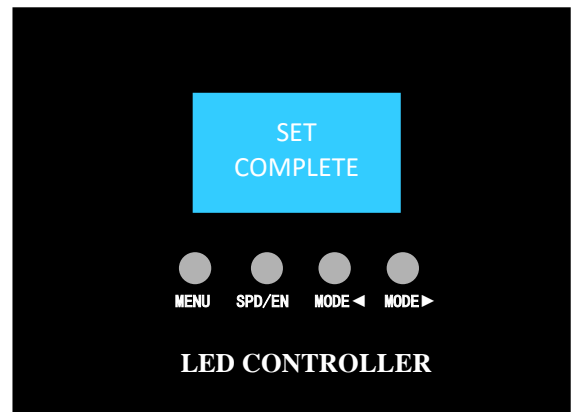 SET
COMPLETE
MENU SPD/EN MODE◄ MODE►
LED CONTROLLER